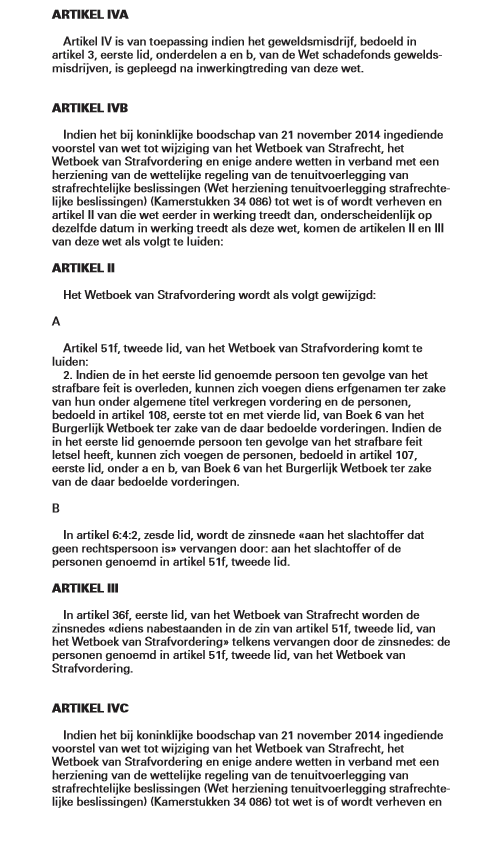 ARTIKEL IVA
Artikel IV is van toepassing indien het geweldsmisdrijf, bedoeld in
artikel 3, eerste lid, onderdelen a en b, van de Wet schadefonds gewelds-
misdrijven, is gepleegd na inwerkingtreding van deze wet.
ARTIKEL IVB
Indien het bij koninklijke boodschap van 21 november 2014 ingediende
voorstel van wet tot wijziging van het Wetboek van Strafrecht, het
Wetboek van Strafvordering en enige andere wetten in verband met een
herziening van de wettelijke regeling van de tenuitvoerlegging van
strafrechtelijke beslissingen (Wet herziening tenuitvoerlegging strafrechte-
lijke beslissingen) (Kamerstukken 34 086) tot wet is of wordt verheven en
artikel II van die wet eerder in werking treedt dan, onderscheidenlijk op
dezelfde datum in werking treedt als deze wet, komen de artikelen II en III
van deze wet als volgt te luiden:
ARTIKEL II
Het Wetboek van Strafvordering wordt als volgt gewijzigd:
A
Artikel 51f, tweede lid, van het Wetboek van Strafvordering komt te
luiden:
2. Indien de in het eerste lid genoemde persoon ten gevolge van het
strafbare feit is overleden, kunnen zich voegen diens erfgenamen ter zake
van hun onder algemene titel verkregen vordering en de personen,
bedoeld in artikel 108, eerste tot en met vierde lid, van Boek 6 van het
Burgerlijk Wetboek ter zake van de daar bedoelde vorderingen. Indien de
in het eerste lid genoemde persoon ten gevolge van het strafbare feit
letsel heeft, kunnen zich voegen de personen, bedoeld in artikel 107,
eerste lid, onder a en b, van Boek 6 van het Burgerlijk Wetboek ter zake
van de daar bedoelde vorderingen.
B
In artikel 6:4:2, zesde lid, wordt de zinsnede «aan het slachtoffer dat
geen rechtspersoon is» vervangen door: aan het slachtoffer of de
personen genoemd in artikel 51f, tweede lid.
ARTIKEL III
In artikel 36f, eerste lid, van het Wetboek van Strafrecht worden de
zinsnedes «diens nabestaanden in de zin van artikel 51f, tweede lid, van
het Wetboek van Strafvordering» telkens vervangen door de zinsnedes: de
personen genoemd in artikel 51f, tweede lid, van het Wetboek van
Strafvordering.
ARTIKEL IVC
Indien het bij koninklijke boodschap van 21 november 2014 ingediende
voorstel van wet tot wijziging van het Wetboek van Strafrecht, het
Wetboek van Strafvordering en enige andere wetten in verband met een
herziening van de wettelijke regeling van de tenuitvoerlegging van
strafrechtelijke beslissingen (Wet herziening tenuitvoerlegging strafrechte-
lijke beslissingen) (Kamerstukken 34 086) tot wet is of wordt verheven en